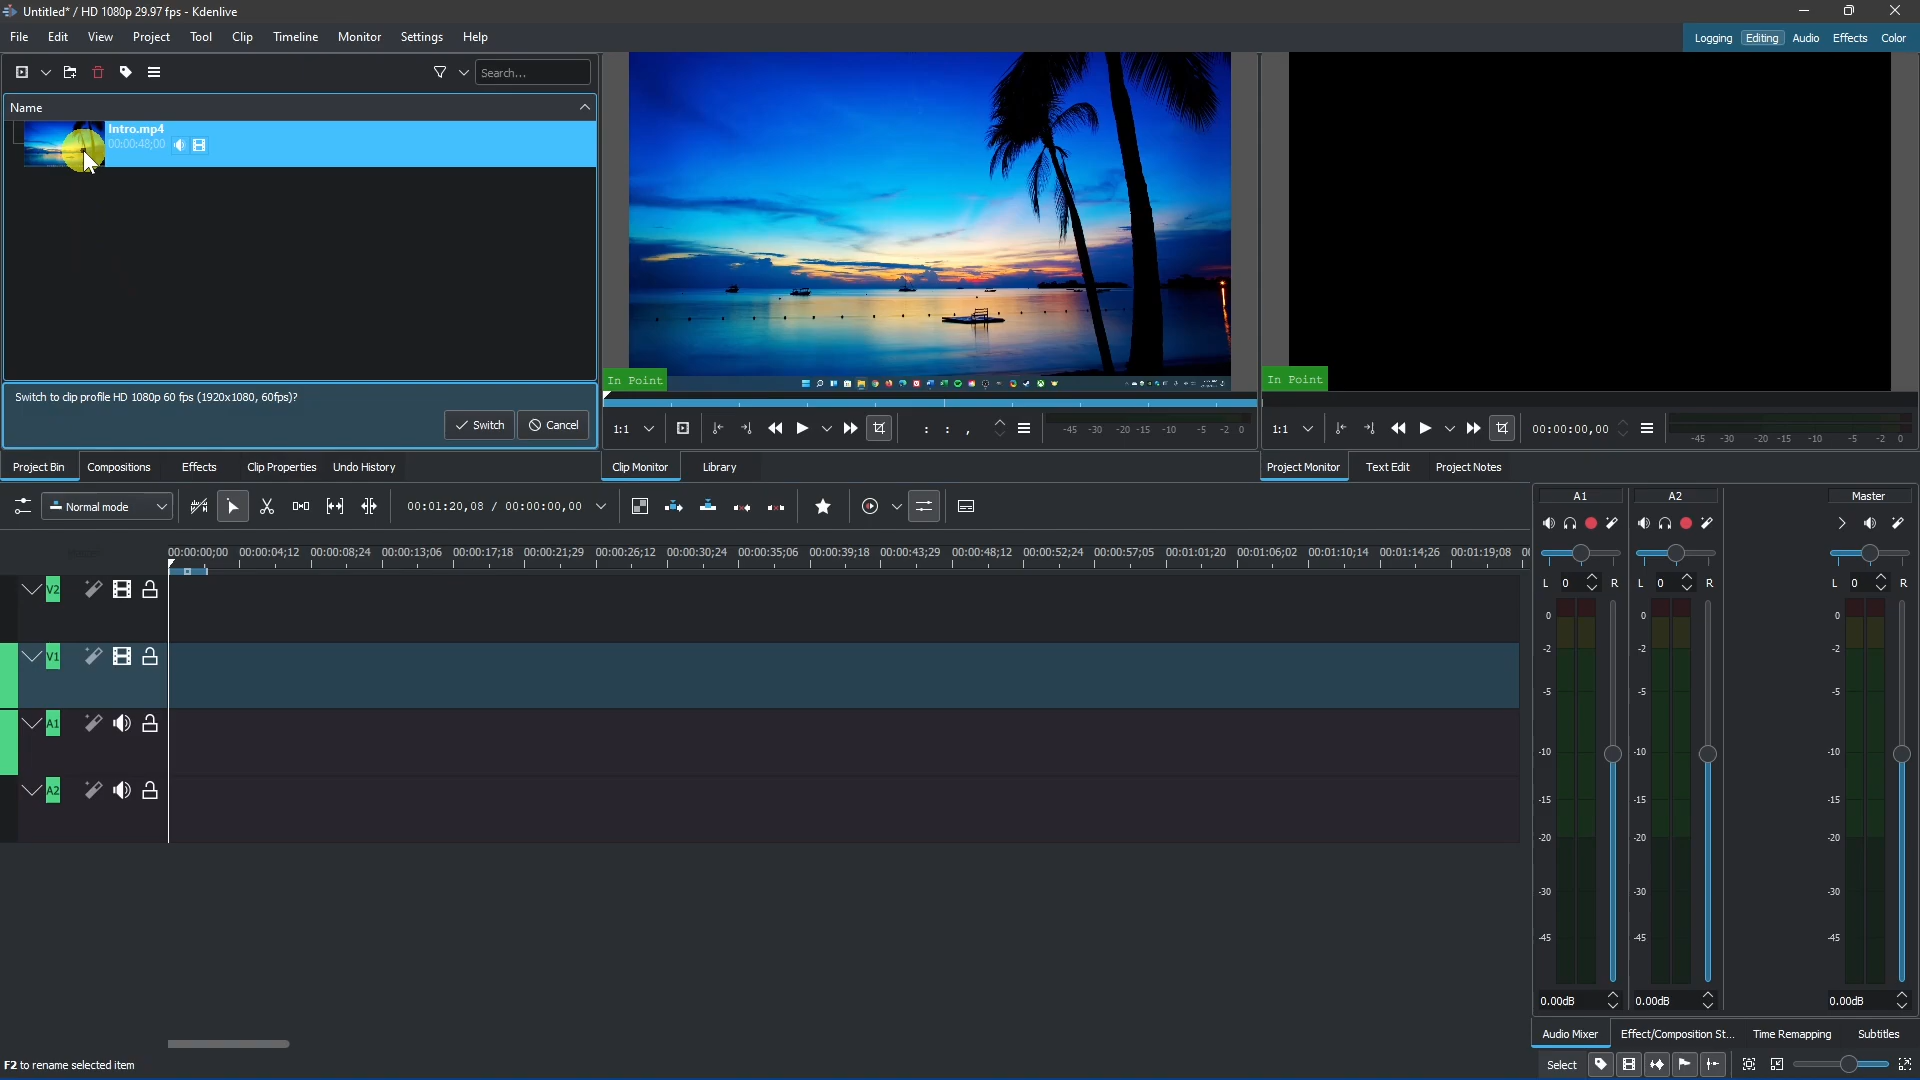 Untitled* / HD 1080p 29.97 fps - Kdenlive
File Edit View Project Tool Clip Timeline Monitor Settings Help
Logging Editing Audio Effects Color
Search...
Name
Intro.mp4
00:00:48;00
In Point
In Point
Switch to clip profile HD 1080p 60 fps (1920x1080, 60fps)?
Switch Cancel
1:1 : : , -45 -30 -20 -15 -10 -5 -2 0
1:1 00:00:00,00 -45 -30 -20 -15 -10 -5 -2 0
Project Bin Compositions Effects Clip Properties Undo History
Clip Monitor Library
Project Monitor Text Edit Project Notes
Normal mode 00:01:20,08 / 00:00:00,00
A1 A2 Master
00:00:00;00 00:00:04;12 00:00:08;24 00:00:13;06 00:00:17;18 00:00:21;29 00:00:26;12 00:00:30;24 00:00:35;06 00:00:39;18 00:00:43;29 00:00:48;12 00:00:52;24 00:00:57;05 00:01:01;20 00:01:06;02 00:01:10;14 00:01:14;26 00:01:19;08
V2
V1
A1
A2
L 0 R L 0 R L 0 R
0 0 0
-2 -2 -2
-5 -5 -5
-10 -10 -10
-15 -15 -15
-20 -20 -20
-30 -30 -30
-45 -45 -45
0.00dB 0.00dB 0.00dB
Audio Mixer Effect/Composition St... Time Remapping Subtitles
F2 to rename selected item
Select